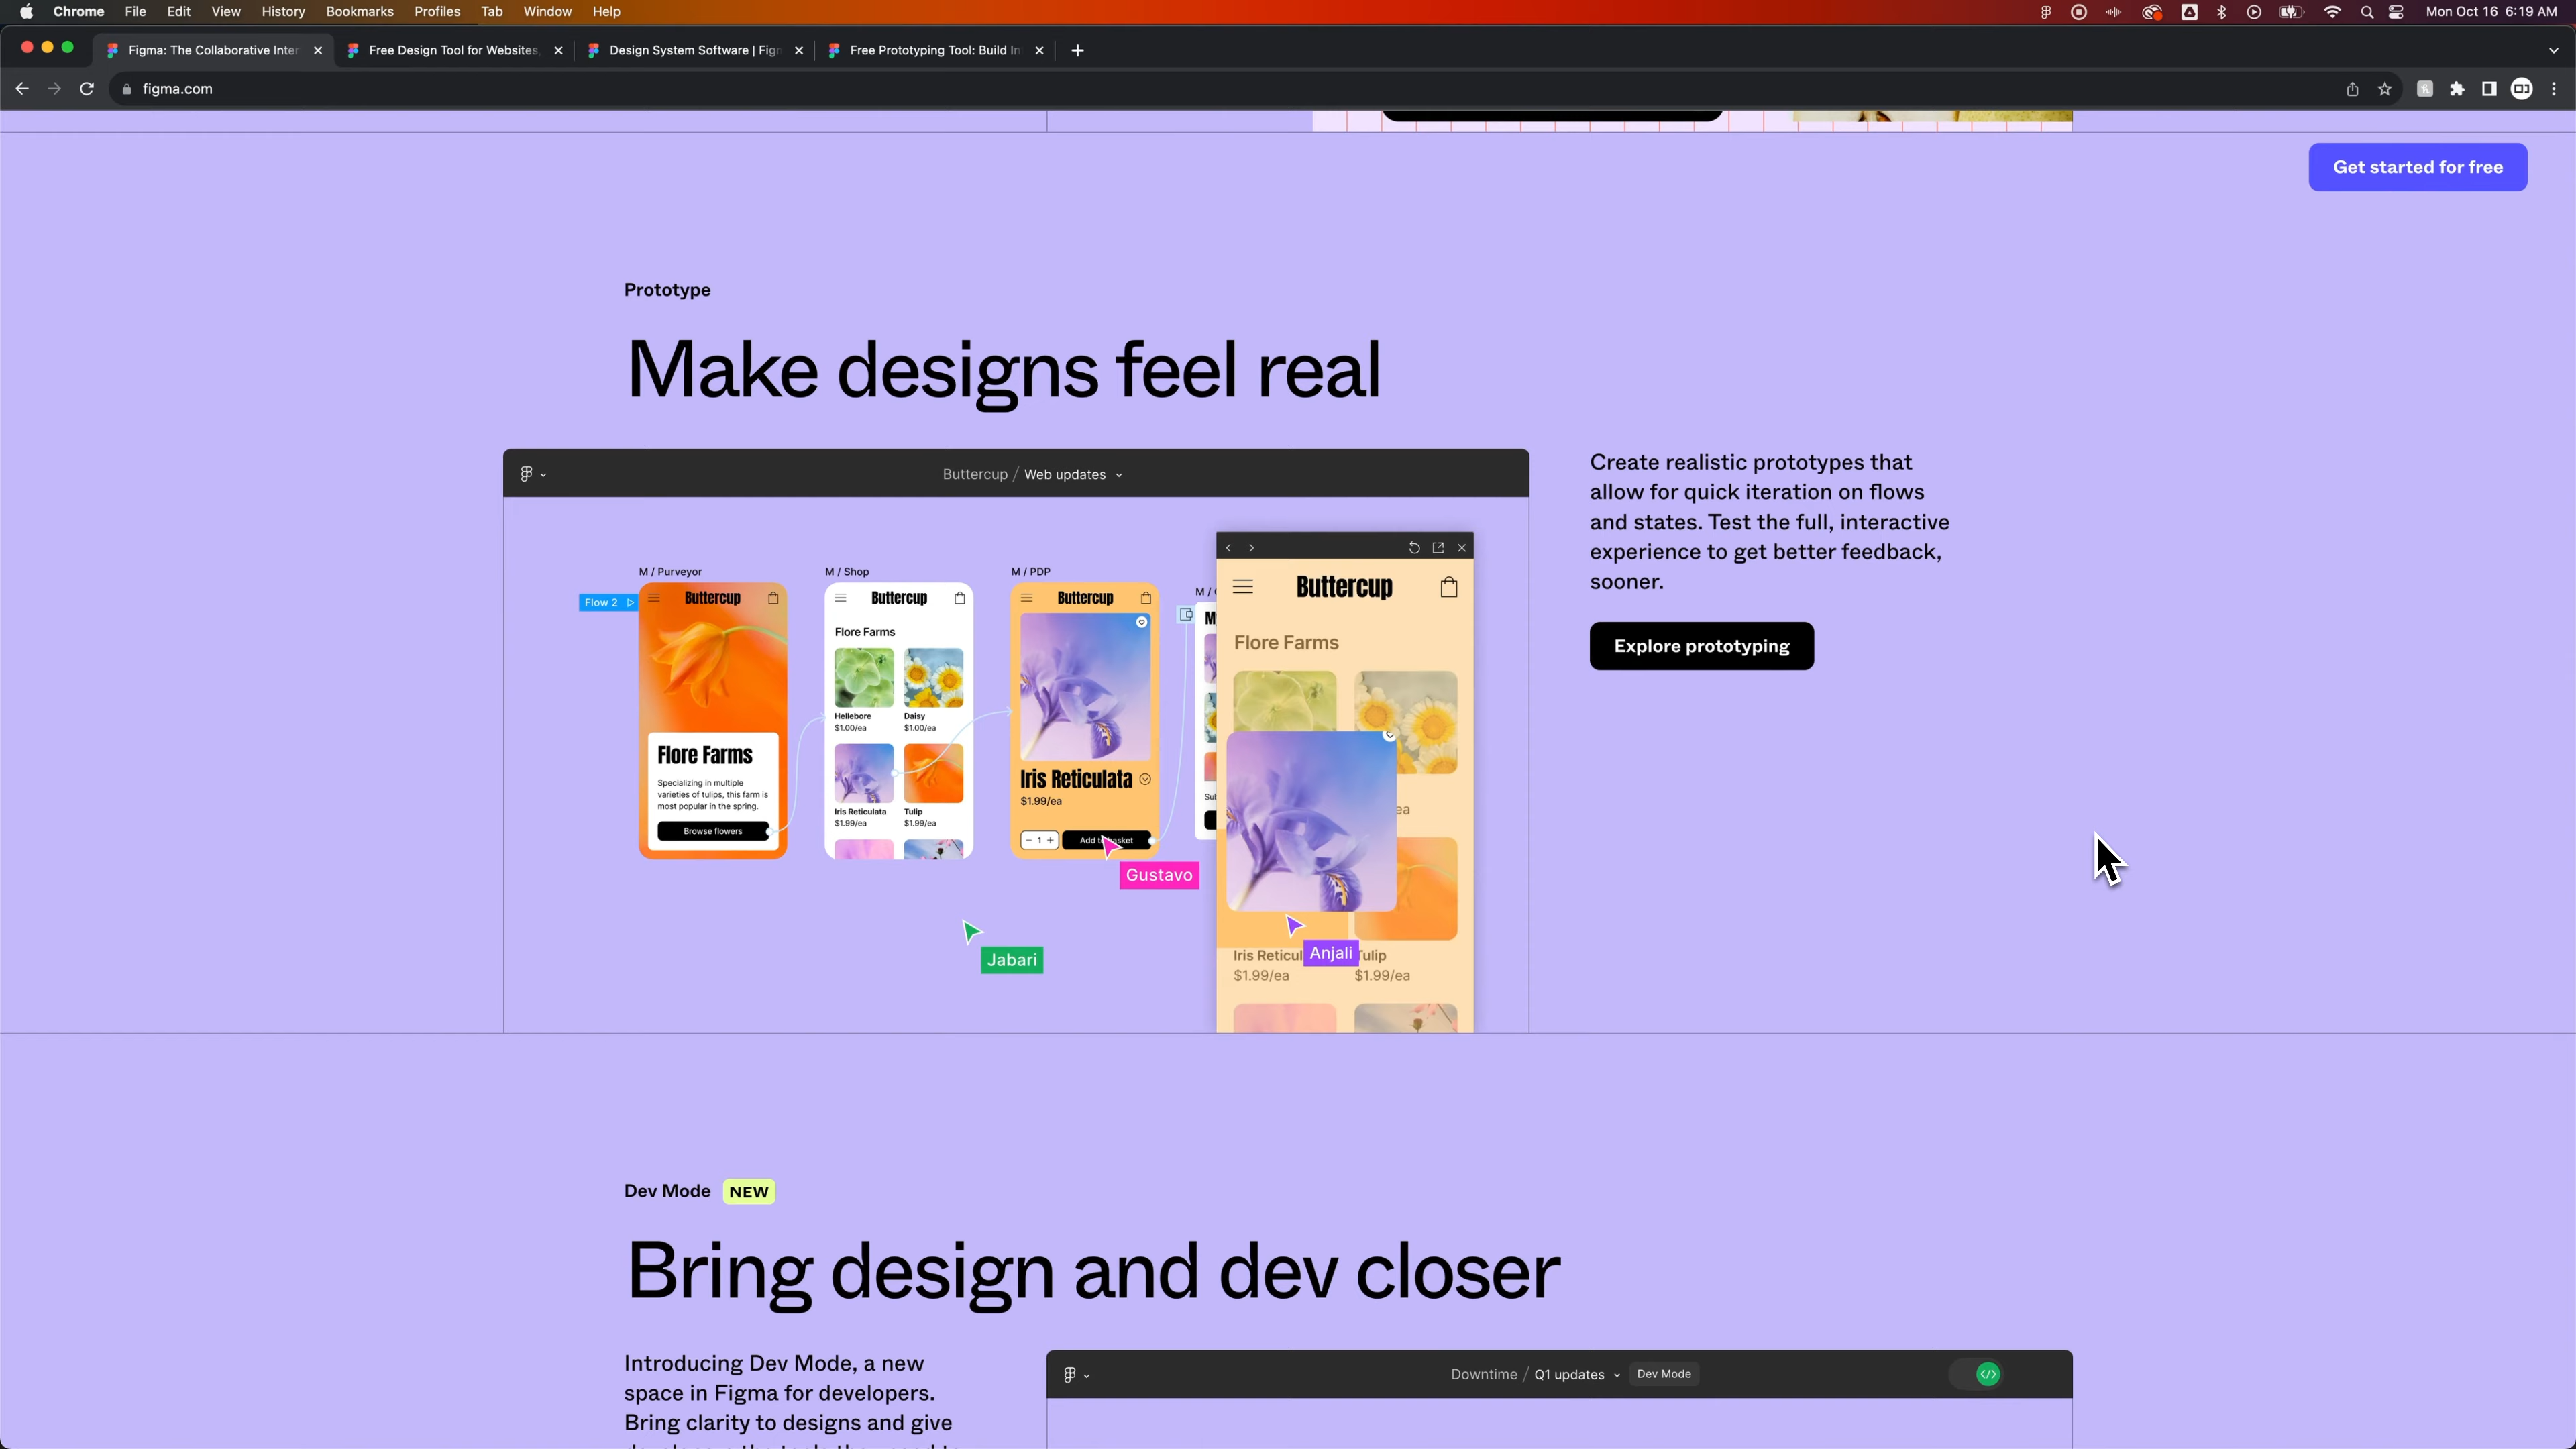 Chrome File Edit View History Bookmarks Profiles Tab Window Help
Mon Oct 16 6:19 AM
Figma: The Collaborative Inter
Free Design Tool for Websites,
Design System Software | Figm
Free Prototyping Tool: Build In
figma.com
Get started for free
Prototype
Make designs feel real
Buttercup / Web updates
Create realistic prototypes that
allow for quick iteration on flows
and states. Test the full, interactive
experience to get better feedback,
sooner.
Explore prototyping
Flow 2
M / Purveyor
Buttercup
Flore Farms
Specializing in multiple
varieties of tulips, this farm is
most popular in the spring.
Browse flowers
M / Shop
Buttercup
Flore Farms
Hellebore Daisy
$1.00/ea $1.00/ea
Iris Reticulata Tulip
$1.99/ea $1.99/ea
M / PDP
Buttercup
Iris Reticulata
$1.99/ea
1
Gustavo
Jabari
M /
M
Sub
Buttercup
Flore Farms
ea
Iris Reticul
$1.99/ea $1.99/ea
Anjali
Dev Mode NEW
Bring design and dev closer
Introducing Dev Mode, a new
space in Figma for developers.
Bring clarity to designs and give
Downtime / Q1 updates Dev Mode